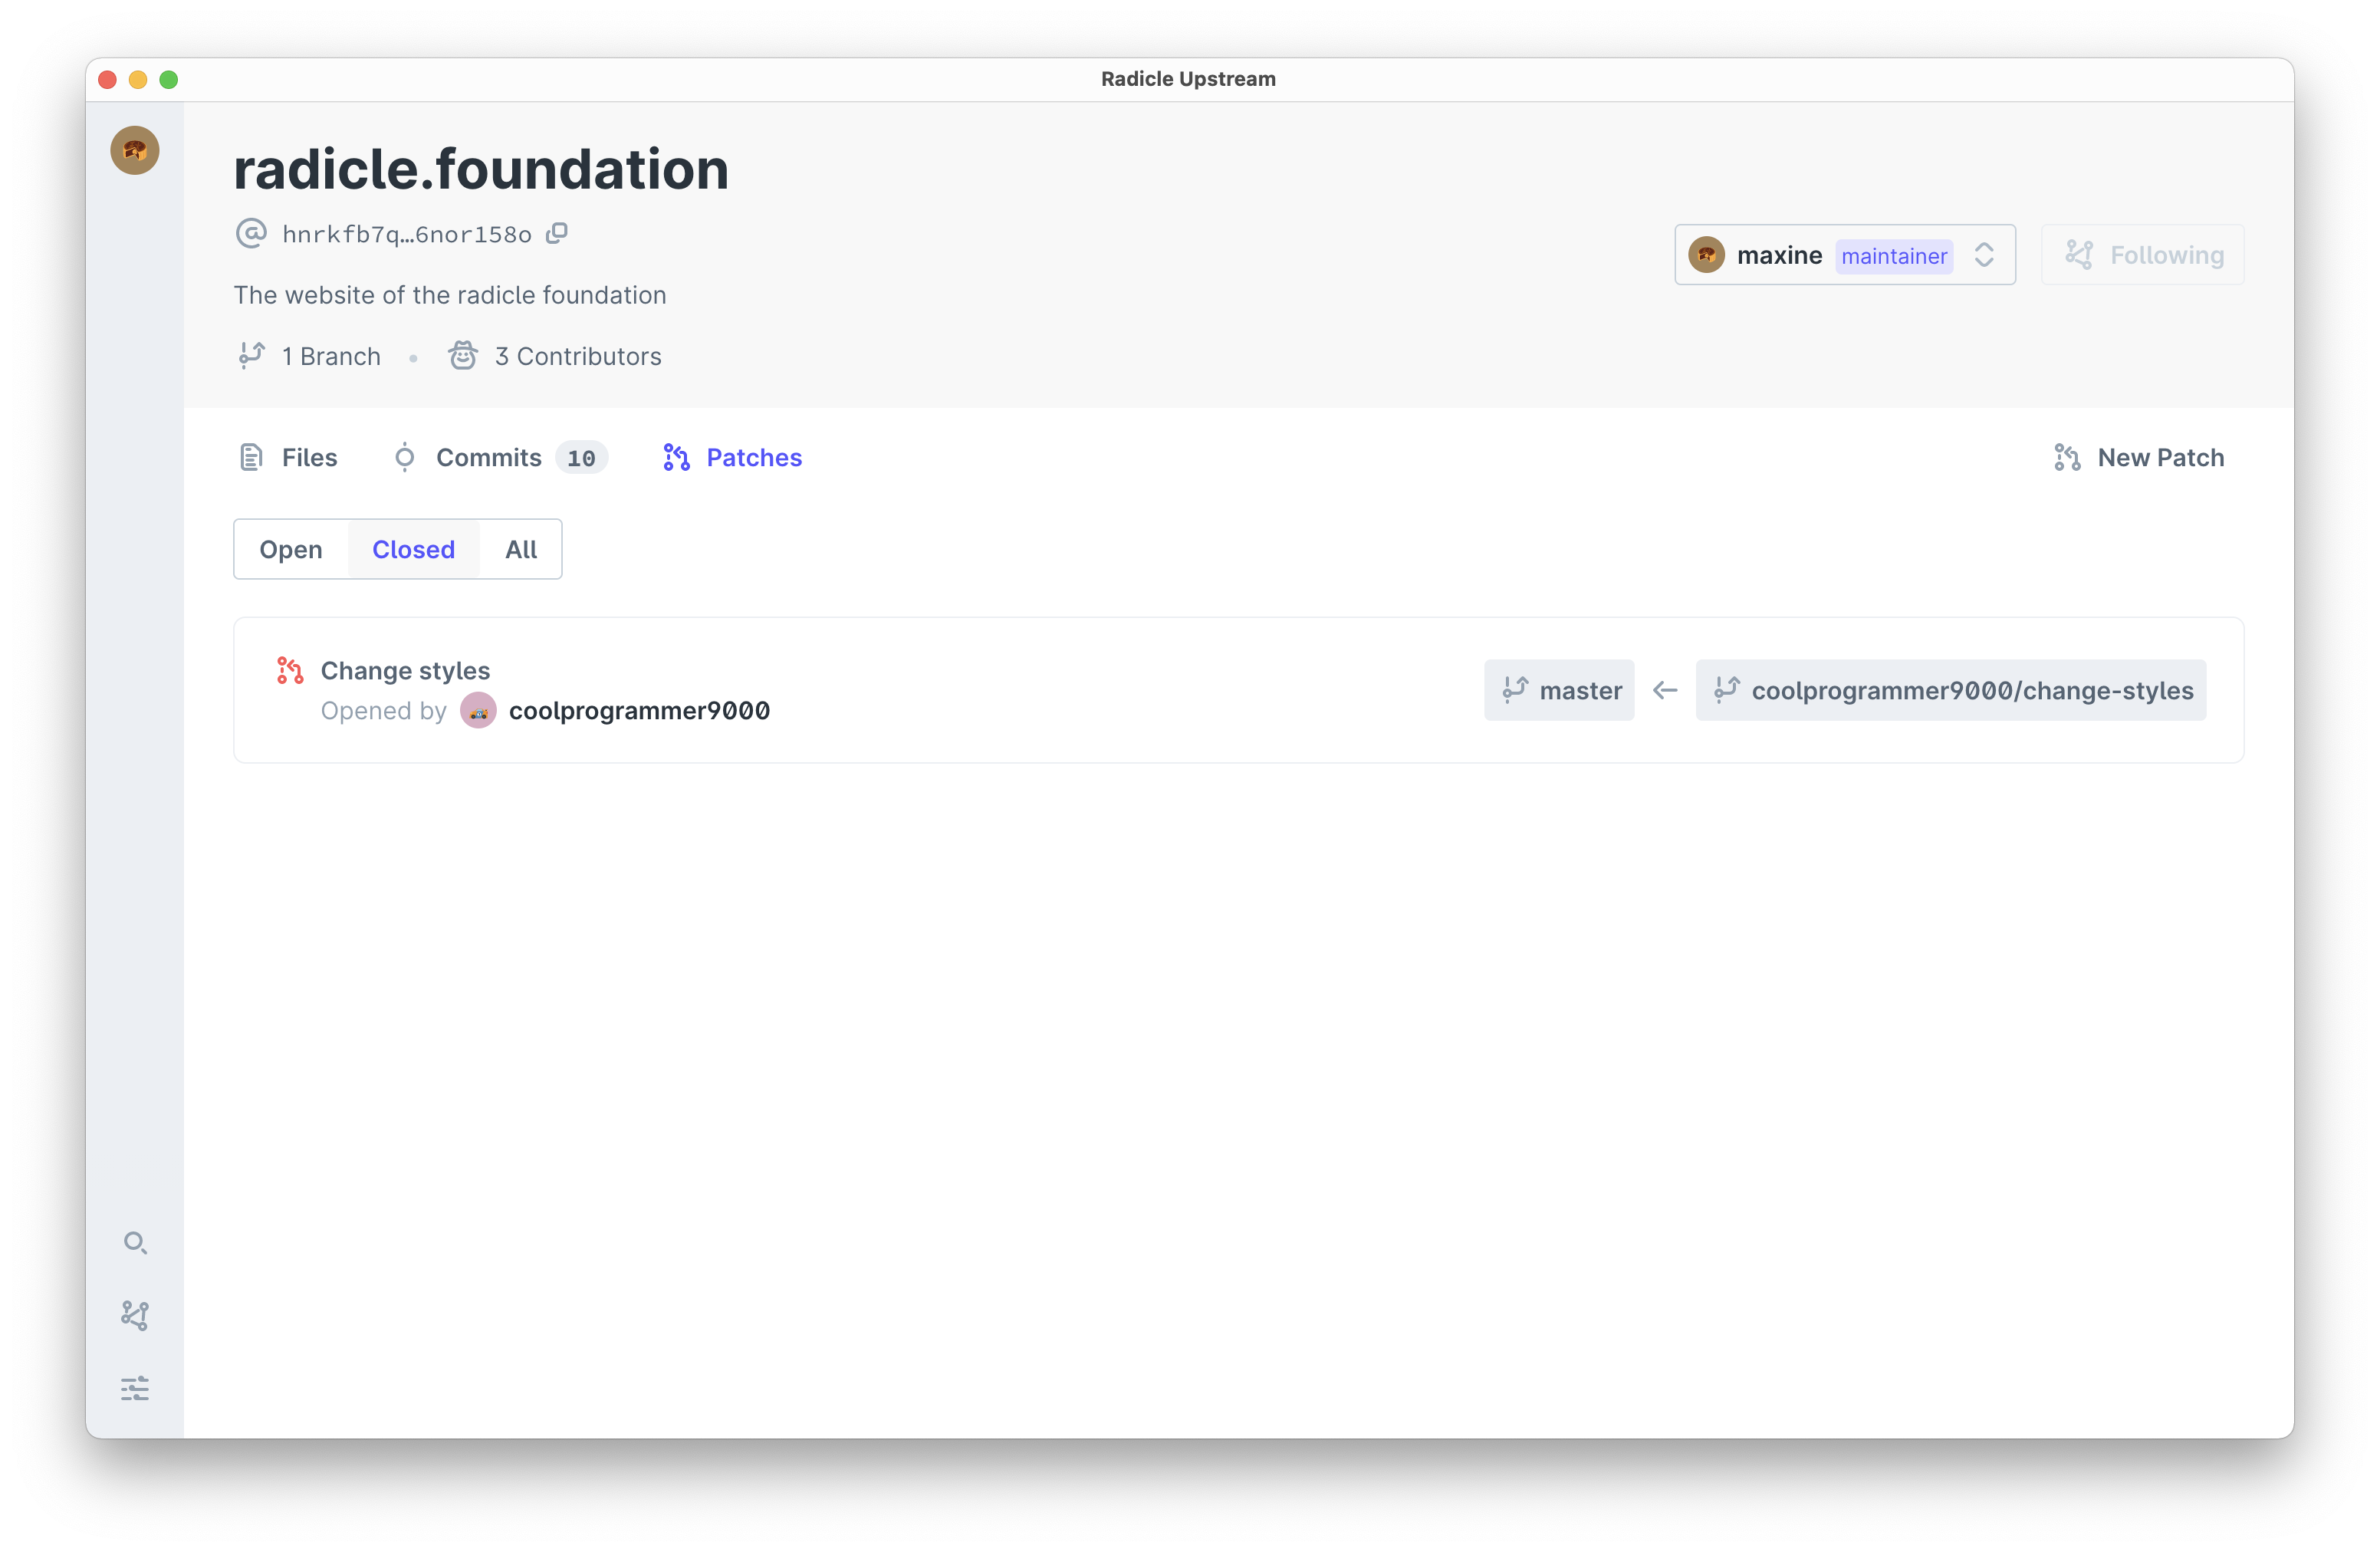 Radicle Upstream
radicle.foundation
hnrkfb7q…6nor158o
maxine maintainer
Following
The website of the radicle foundation
1 Branch • 3 Contributors
Files Commits 10 Patches New Patch
Open Closed All
Change styles
Opened by coolprogrammer9000
master ← coolprogrammer9000/change-styles